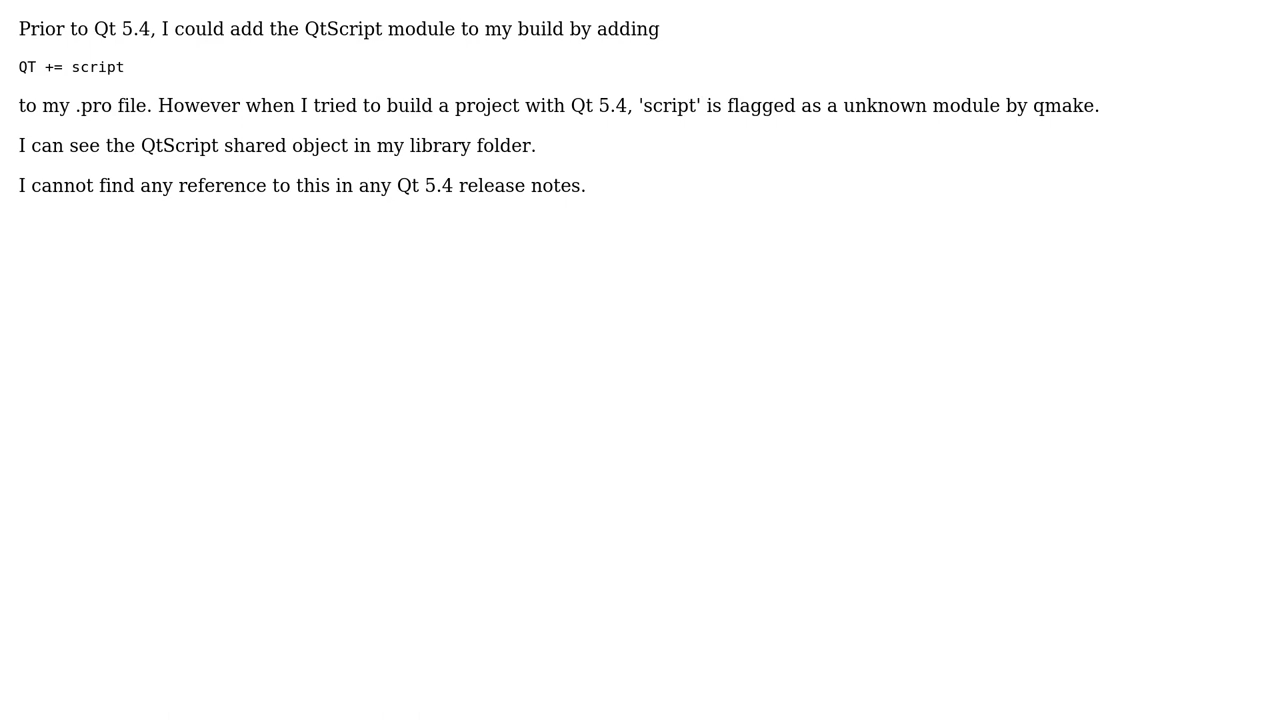 Prior to Qt 5.4, I could add the QtScript module to my build by adding
QT += script
to my .pro file. However when I tried to build a project with Qt 5.4, 'script' is flagged as a unknown module by qmake.
I can see the QtScript shared object in my library folder.
I cannot find any reference to this in any Qt 5.4 release notes.